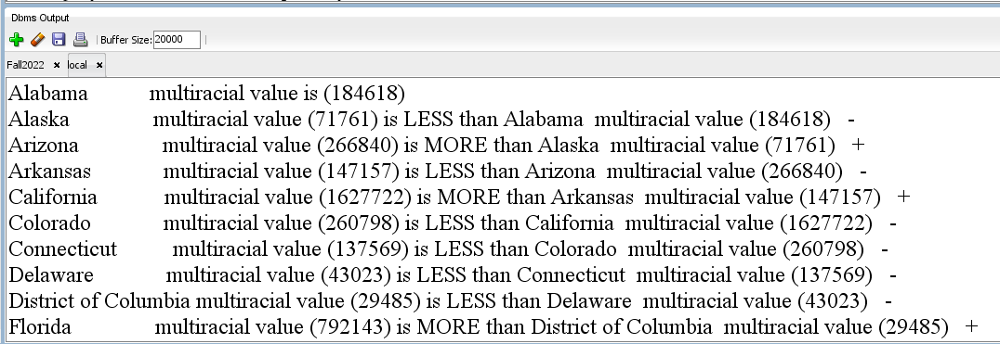 Dbms Output
Buffer Size: 20000
Fall2022 × local ×
Alabama multiracial value is (184618)
Alaska multiracial value (71761) is LESS than Alabama multiracial value (184618) -
Arizona multiracial value (266840) is MORE than Alaska multiracial value (71761) +
Arkansas multiracial value (147157) is LESS than Arizona multiracial value (266840) -
California multiracial value (1627722) is MORE than Arkansas multiracial value (147157) +
Colorado multiracial value (260798) is LESS than California multiracial value (1627722) -
Connecticut multiracial value (137569) is LESS than Colorado multiracial value (260798) -
Delaware multiracial value (43023) is LESS than Connecticut multiracial value (137569) -
District of Columbia multiracial value (29485) is LESS than Delaware multiracial value (43023) -
Florida multiracial value (792143) is MORE than District of Columbia multiracial value (29485) +